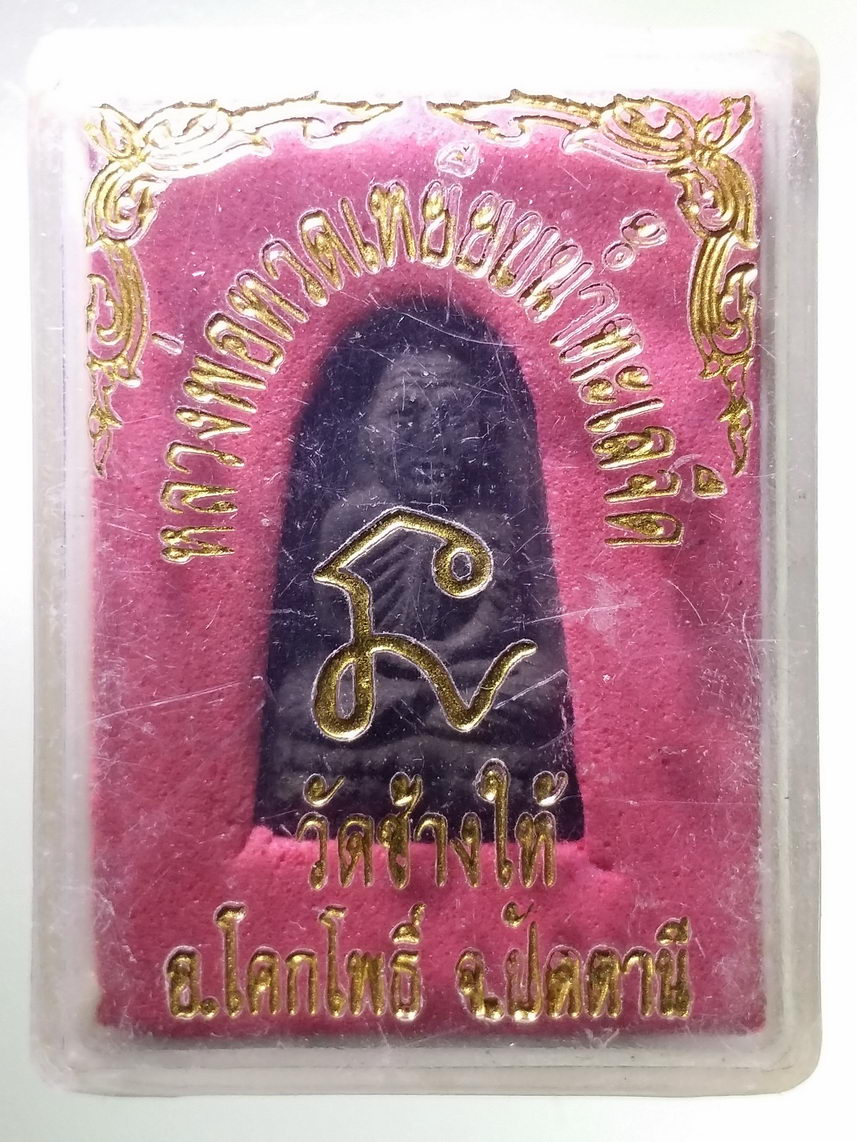 หลวงพ่อทวดเหยียบน้ำทะเลจืด
วัดช้างให้
อ.โคกโพธิ์ จ.ปัตตานี